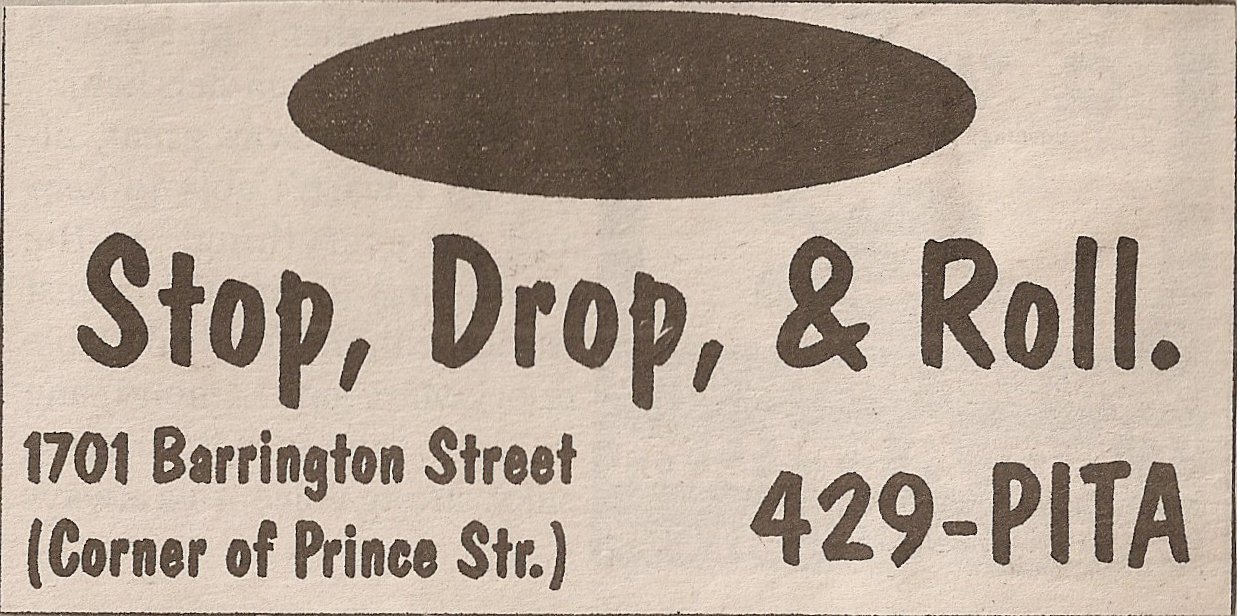 Stop, Drop, & Roll.
1701 Barrington Street
(Corner of Prince Str.)
429-PITA